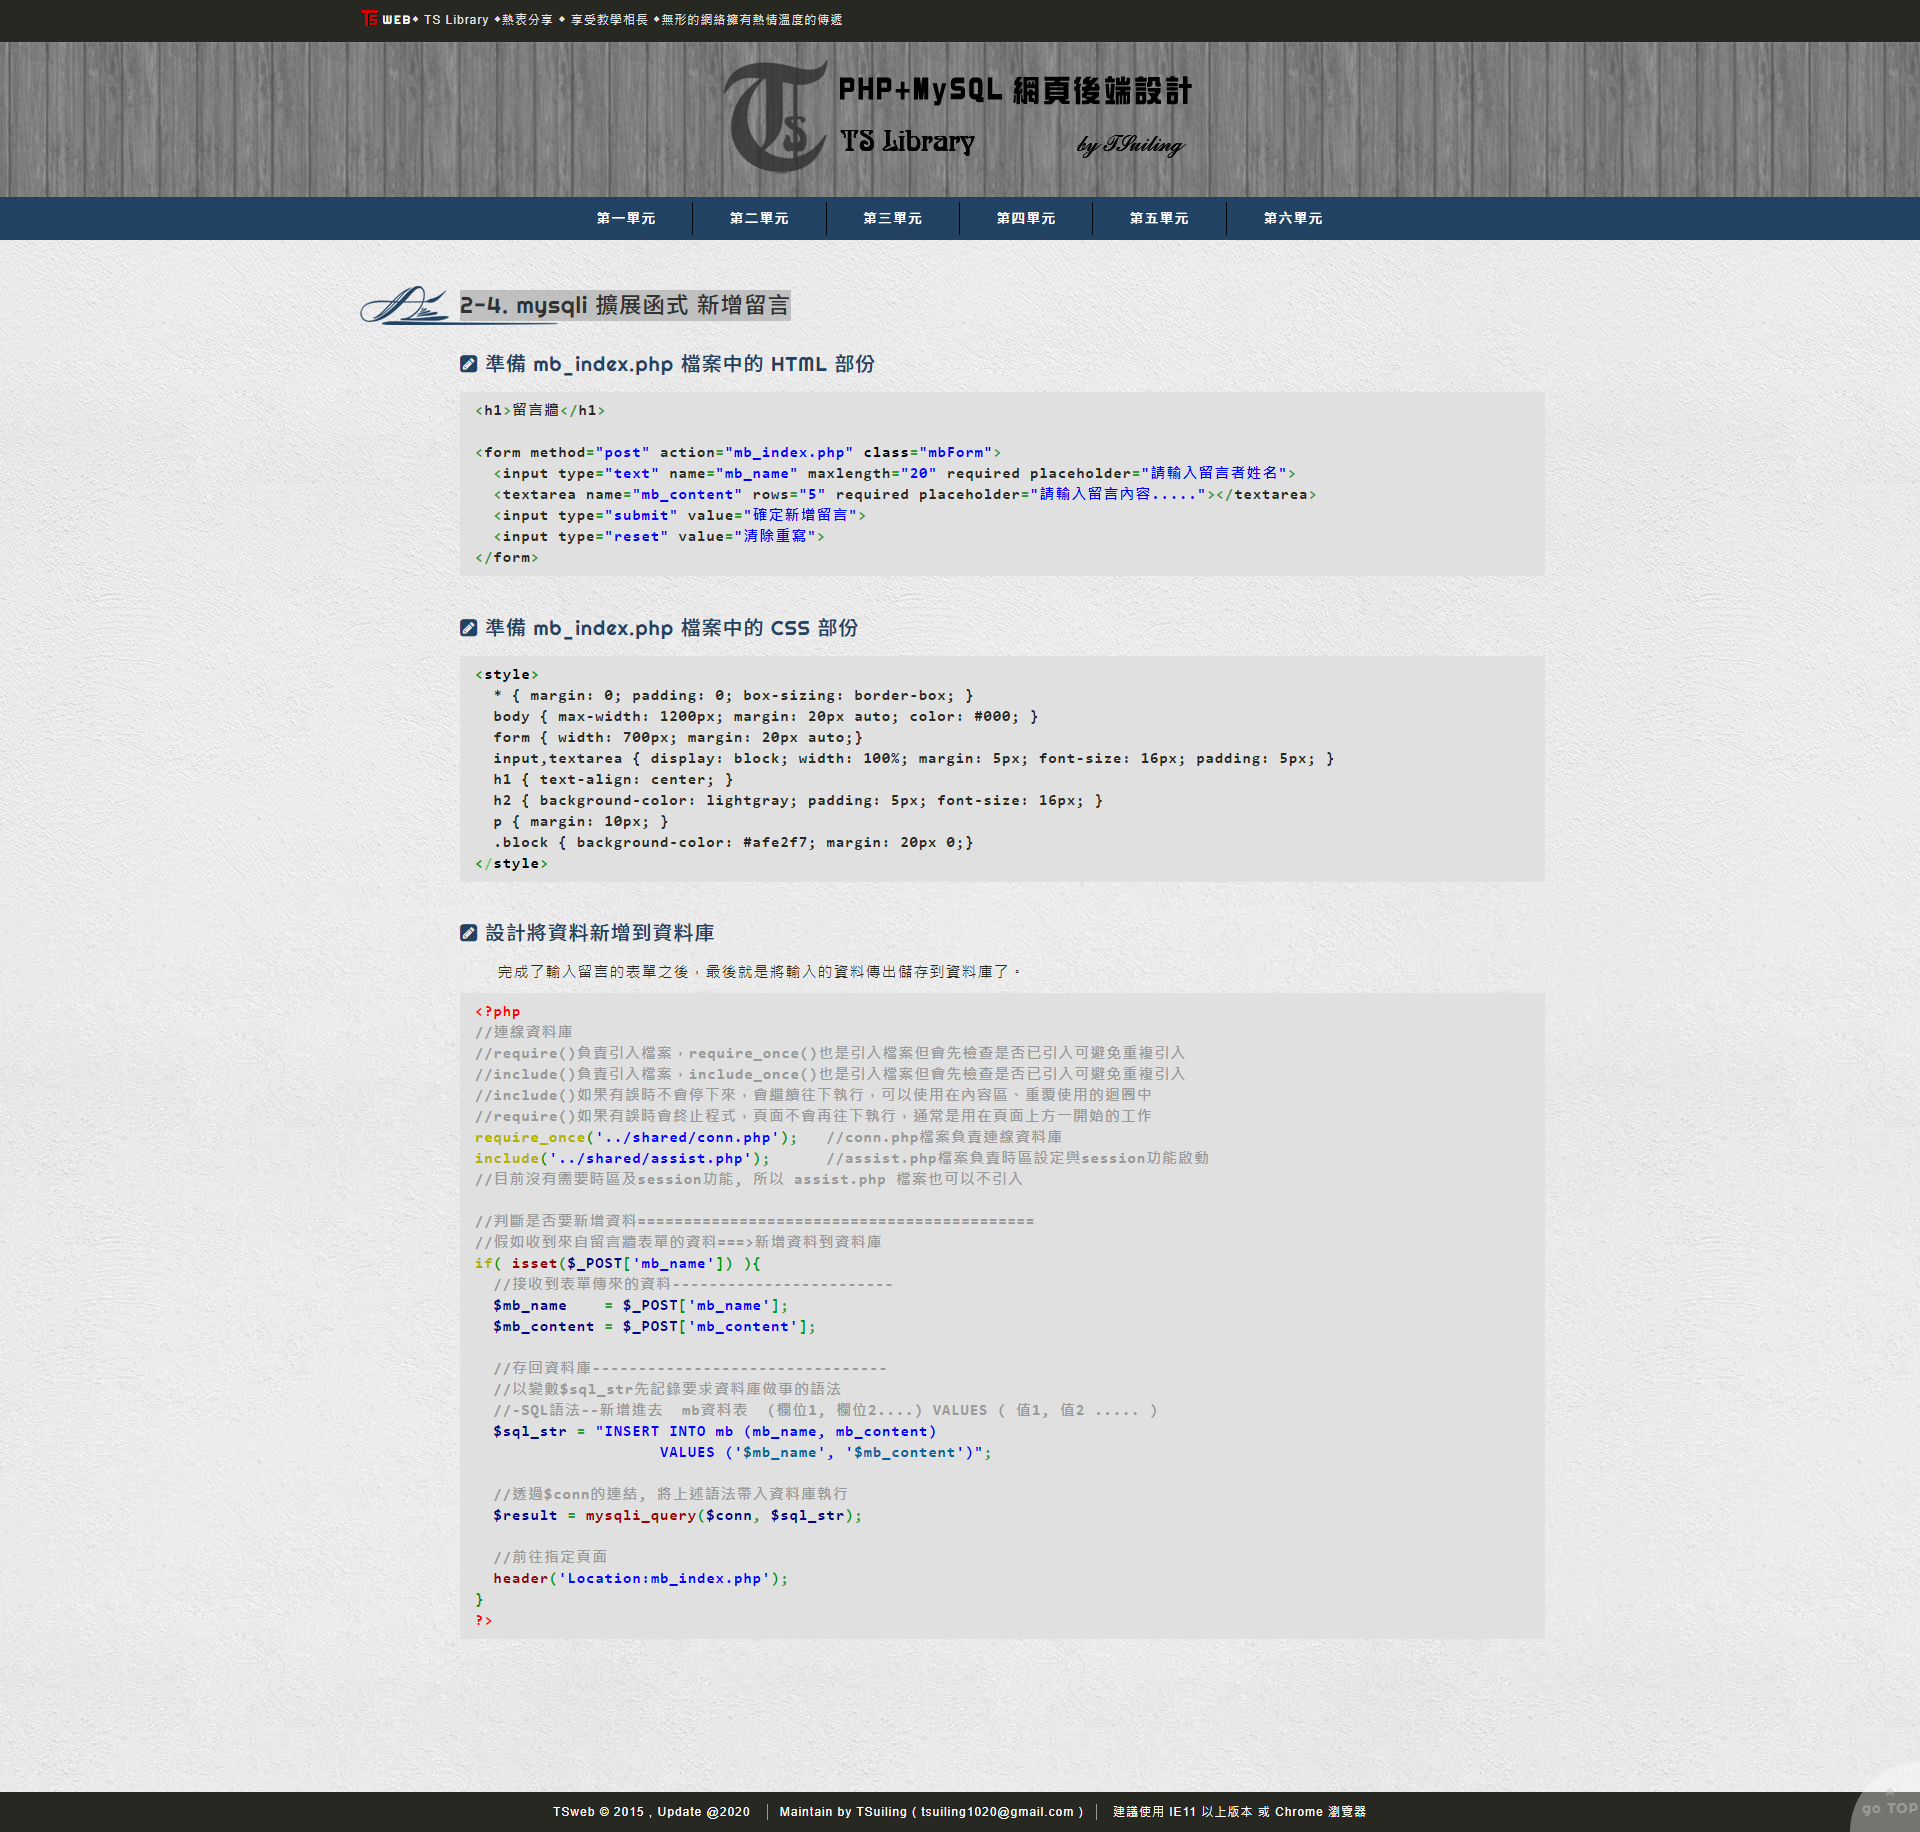 TS WEB♦ TS Library ♦熱衷分享 ♦ 享受教學相長 ♦無形的網絡擁有熱情溫度的傳遞
Ts
PHP+MySQL 網頁後端設計
TS Library by TSuiling
第一單元 第二單元 第三單元 第四單元 第五單元 第六單元
2-4. mysqli 擴展函式 新增留言
準備 mb_index.php 檔案中的 HTML 部份
<h1>留言牆</h1>
<form method="post" action="mb_index.php" class="mbForm">
  <input type="text" name="mb_name" maxlength="20" required placeholder="請輸入留言者姓名">
  <textarea name="mb_content" rows="5" required placeholder="請輸入留言內容....."></textarea>
  <input type="submit" value="確定新增留言">
  <input type="reset" value="清除重寫">
</form>
準備 mb_index.php 檔案中的 CSS 部份
<style>
  * { margin: 0; padding: 0; box-sizing: border-box; }
  body { max-width: 1200px; margin: 20px auto; color: #000; }
  form { width: 700px; margin: 20px auto;}
  input,textarea { display: block; width: 100%; margin: 5px; font-size: 16px; padding: 5px; }
  h1 { text-align: center; }
  h2 { background-color: lightgray; padding: 5px; font-size: 16px; }
  p { margin: 10px; }
  .block { background-color: #afe2f7; margin: 20px 0;}
</style>
設計將資料新增到資料庫
完成了輸入留言的表單之後，最後就是將輸入的資料傳出儲存到資料庫了。
<?php
//連線資料庫
//require()負責引入檔案，require_once()也是引入檔案但會先檢查是否已引入可避免重複引入
//include()負責引入檔案，include_once()也是引入檔案但會先檢查是否已引入可避免重複引入
//include()如果有誤時不會停下來，會繼續往下執行，可以使用在內容區、重覆使用的迴圈中
//require()如果有誤時會終止程式，頁面不會再往下執行，通常是用在頁面上方一開始的工作
require_once('../shared/conn.php');   //conn.php檔案負責連線資料庫
include('../shared/assist.php');      //assist.php檔案負責時區設定與session功能啟動
//目前沒有需要時區及session功能, 所以 assist.php 檔案也可以不引入
//判斷是否要新增資料===========================================
//假如收到來自留言牆表單的資料===>新增資料到資料庫
if( isset($_POST['mb_name']) ){
  //接收到表單傳來的資料------------------------
  $mb_name    = $_POST['mb_name'];
  $mb_content = $_POST['mb_content'];
  //存回資料庫--------------------------------
  //以變數$sql_str先記錄要求資料庫做事的語法
  //-SQL語法--新增進去  mb資料表  (欄位1, 欄位2....) VALUES ( 值1, 值2 ..... )
  $sql_str = "INSERT INTO mb (mb_name, mb_content)
                    VALUES ('$mb_name', '$mb_content')";
  //透過$conn的連結, 將上述語法帶入資料庫執行
  $result = mysqli_query($conn, $sql_str);
  //前往指定頁面
  header('Location:mb_index.php');
}
?>
TSweb © 2015 , Update @2020 | Maintain by TSuiling ( tsuiling1020@gmail.com ) | 建議使用 IE11 以上版本 或 Chrome 瀏覽器
go TOP